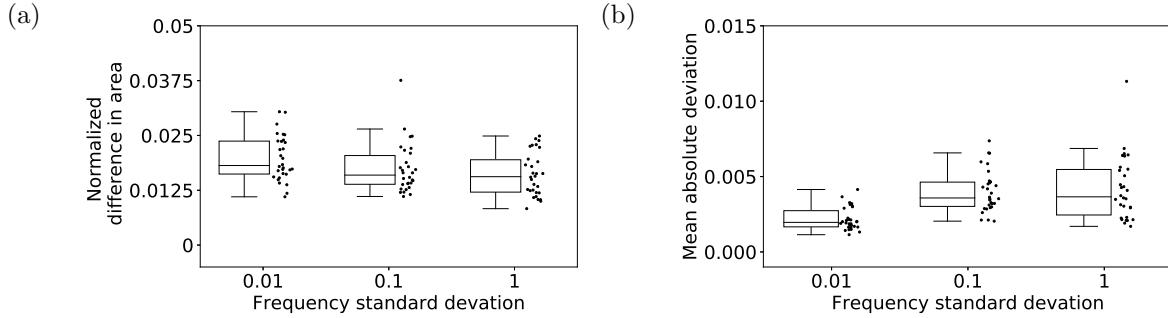 (a)
Normalized
difference in area
0.05
0.0375
0.025
0.0125
0
0.01 0.1 1
Frequency standard devation
(b)
Mean absolute deviation
0.015
0.010
0.005
0.000
0.01 0.1 1
Frequency standard devation